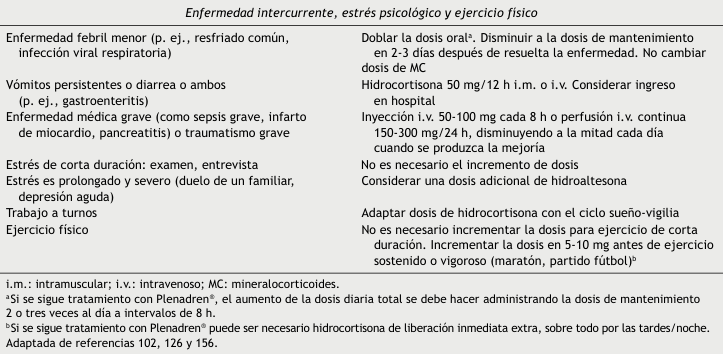 Enfermedad intercurrente, estrés psicológico y ejercicio físico
Enfermedad febril menor (p. ej., resfriado común,
infección viral respiratoria)
Doblar la dosis oralª. Disminuir a la dosis de mantenimiento
en 2-3 días después de resuelta la enfermedad. No cambiar
dosis de MC
Vómitos persistentes o diarrea o ambos
(p. ej., gastroenteritis)
Hidrocortisona 50 mg/12 h i.m. o i.v. Considerar ingreso
en hospital
Enfermedad médica grave (como sepsis grave, infarto
de miocardio, pancreatitis) o traumatismo grave
Inyección i.v. 50-100 mg cada 8 h o perfusión i.v. continua
150-300 mg/24 h, disminuyendo a la mitad cada día
cuando se produzca la mejoría
Estrés de corta duración: examen, entrevista
No es necesario el incremento de dosis
Estrés es prolongado y severo (duelo de un familiar,
depresión aguda)
Considerar una dosis adicional de hidroaltesona
Trabajo a turnos
Adaptar dosis de hidrocortisona con el ciclo sueño-vigilia
Ejercicio físico
No es necesario incrementar la dosis para ejercicio de corta
duración. Incrementar la dosis en 5-10 mg antes de ejercicio
sostenido o vigoroso (maratón, partido fútbol)ᵇ
i.m.: intramuscular; i.v.: intravenoso; MC: mineralocorticoides.
ªSi se sigue tratamiento con Plenadren®, el aumento de la dosis diaria total se debe hacer administrando la dosis de mantenimiento
2 o tres veces al día a intervalos de 8 h.
ᵇSi se sigue tratamiento con Plenadren® puede ser necesario hidrocortisona de liberación inmediata extra, sobre todo por las tardes/noche.
Adaptada de referencias 102, 126 y 156.